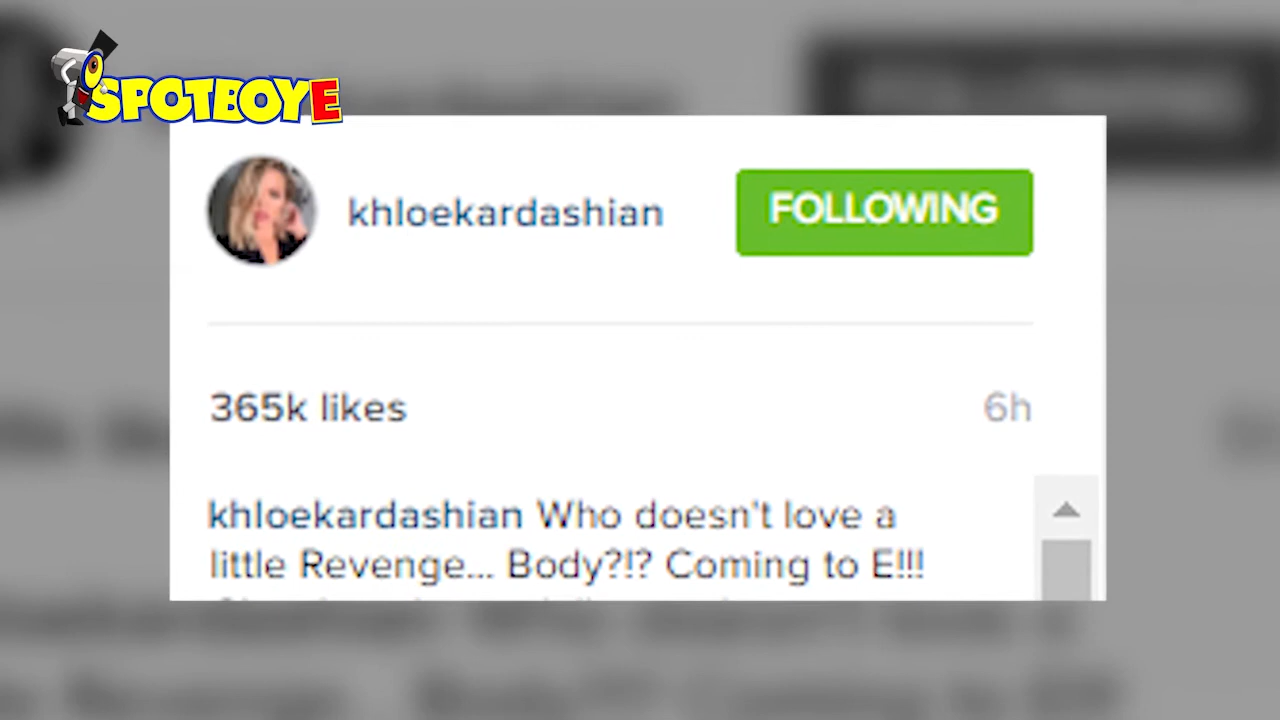 SPOTBOYE
khloekardashian FOLLOWING
365k likes 6h
khloekardashian Who doesn't love a
little Revenge... Body?!? Coming to E!!!